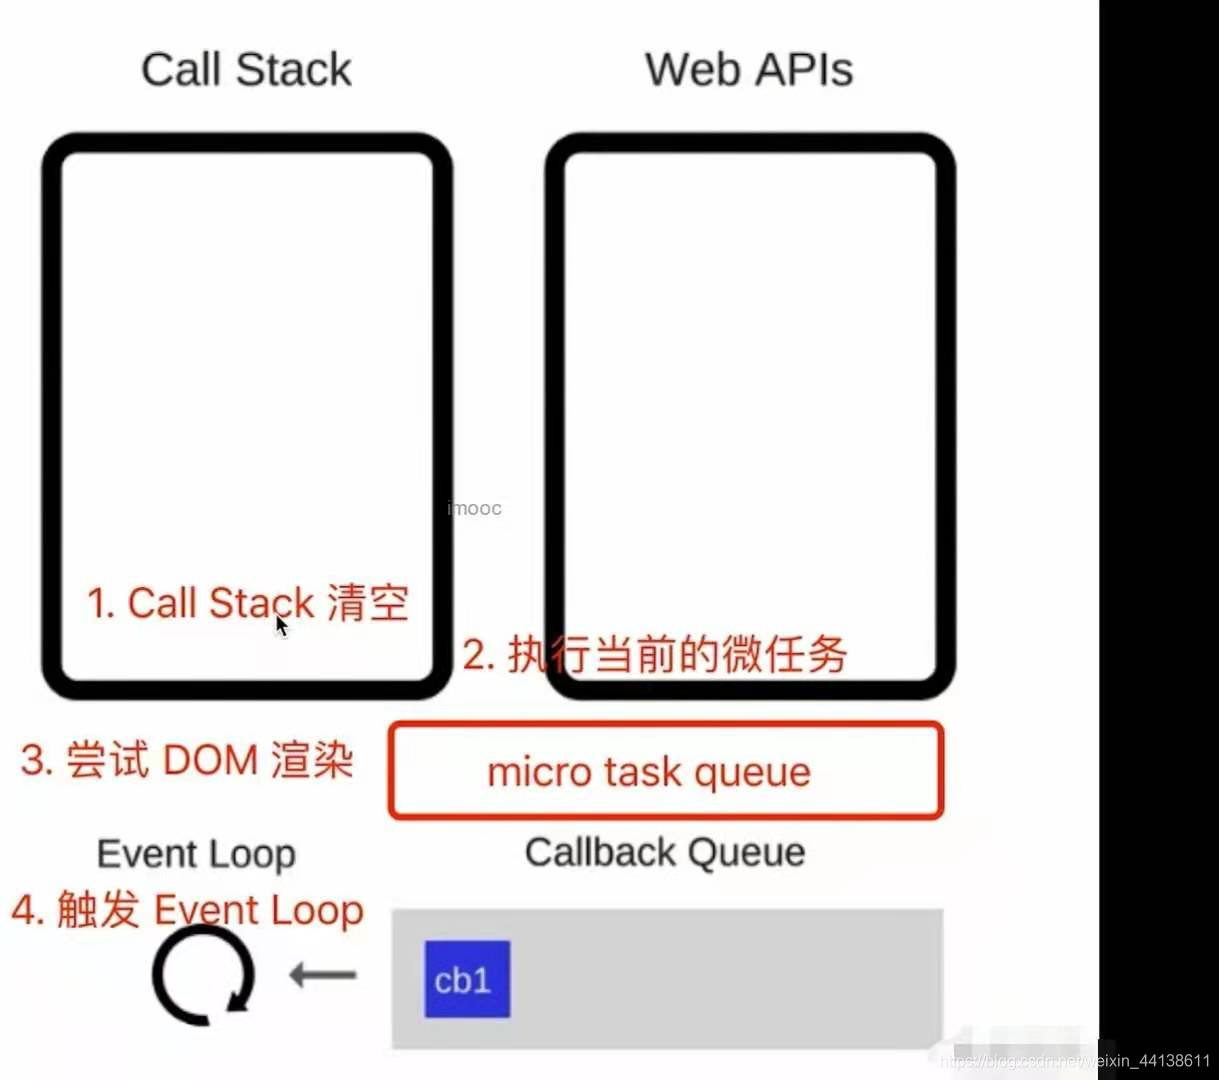 Call Stack
Web APIs
imooc
1. Call Stack 清空
2. 执行当前的微任务
3. 尝试 DOM 渲染
micro task queue
Event Loop
Callback Queue
4. 触发 Event Loop
cb1
https://blog.csdn.net/weixin_44138611